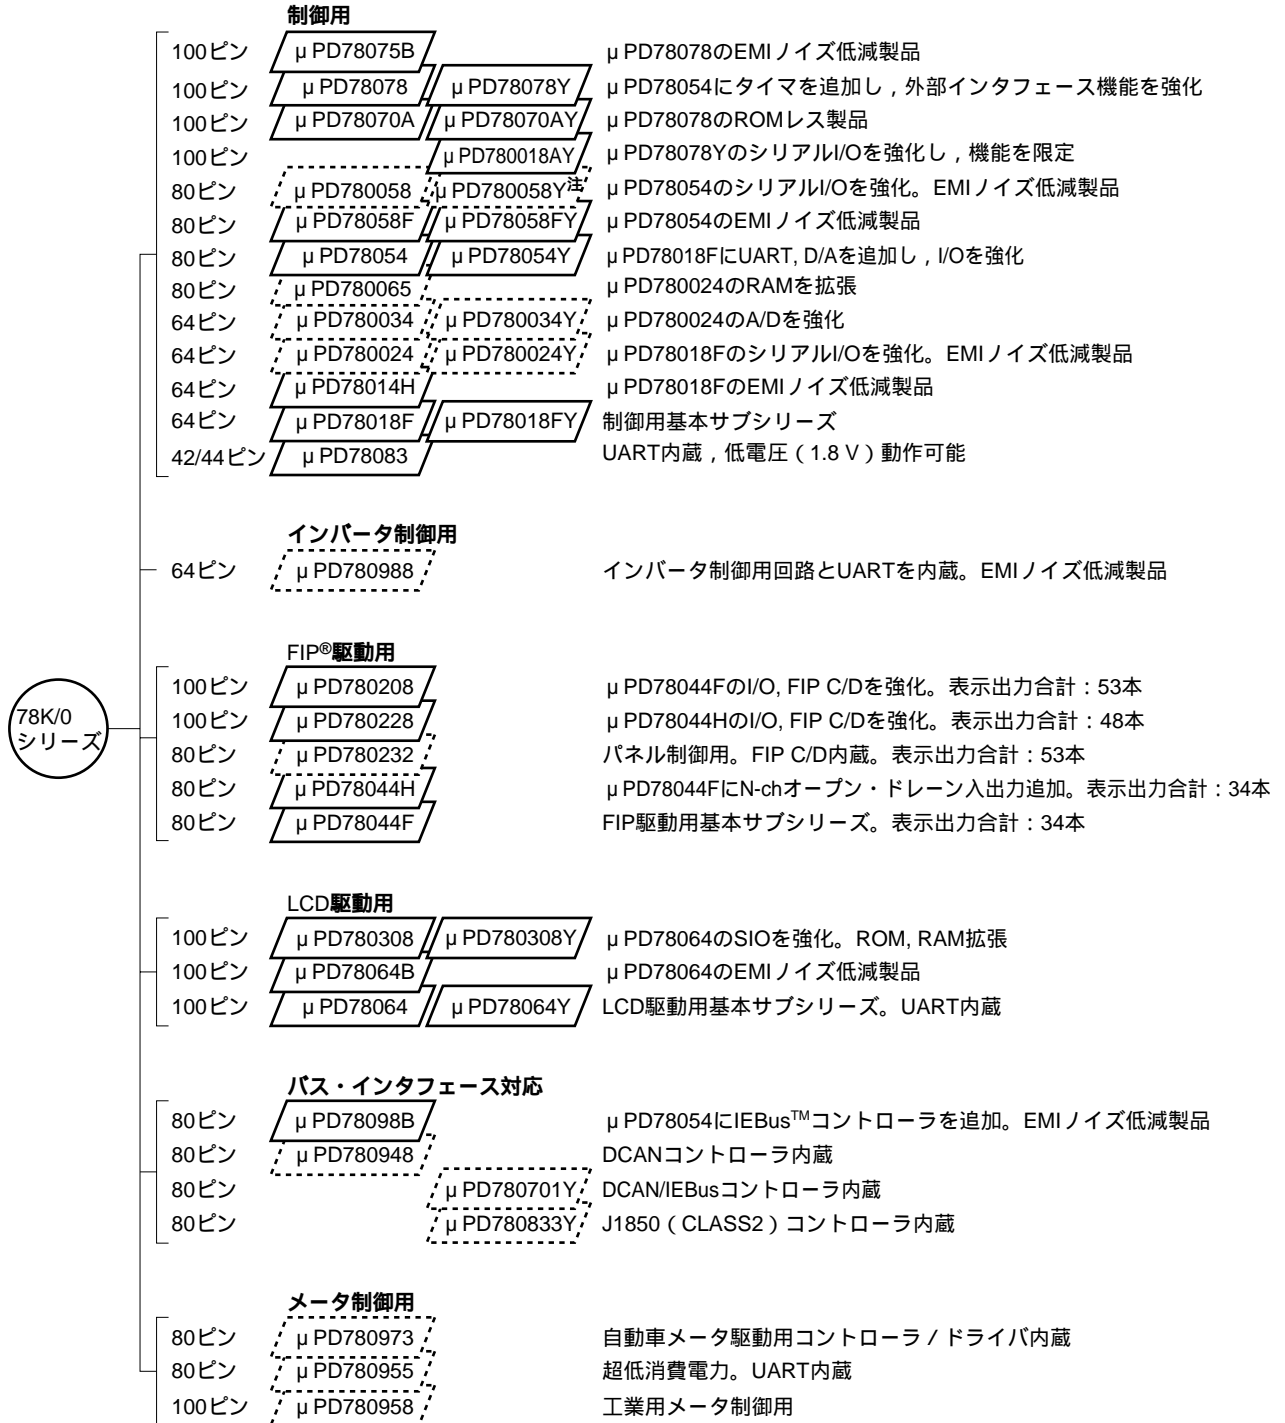 制御用
100ピン μPD78075B μPD78078のEMIノイズ低減製品
100ピン μPD78078 μPD78078Y μPD78054にタイマを追加し，外部インタフェース機能を強化
100ピン μPD78070A μPD78070AY μPD78078のROMレス製品
100ピン μPD780018AY μPD78078YのシリアルI/Oを強化し，機能を限定
80ピン μPD780058 μPD780058Y注 μPD78054のシリアルI/Oを強化。EMIノイズ低減製品
80ピン μPD78058F μPD78058FY μPD78054のEMIノイズ低減製品
80ピン μPD78054 μPD78054Y μPD78018FにUART, D/Aを追加し，I/Oを強化
80ピン μPD780065 μPD780024のRAMを拡張
64ピン μPD780034 μPD780034Y μPD780024のA/Dを強化
64ピン μPD780024 μPD780024Y μPD78018FのシリアルI/Oを強化。EMIノイズ低減製品
64ピン μPD78014H μPD78018FのEMIノイズ低減製品
64ピン μPD78018F μPD78018FY 制御用基本サブシリーズ
42/44ピン μPD78083 UART内蔵，低電圧（1.8 V）動作可能
インバータ制御用
64ピン μPD780988 インバータ制御用回路とUARTを内蔵。EMIノイズ低減製品
FIP®駆動用
100ピン μPD780208 μPD78044FのI/O, FIP C/Dを強化。表示出力合計：53本
78K/0
シリーズ
100ピン μPD780228 μPD78044HのI/O, FIP C/Dを強化。表示出力合計：48本
80ピン μPD780232 パネル制御用。FIP C/D内蔵。表示出力合計：53本
80ピン μPD78044H μPD78044FにN-chオープン・ドレーン入出力追加。表示出力合計：34本
80ピン μPD78044F FIP駆動用基本サブシリーズ。表示出力合計：34本
LCD駆動用
100ピン μPD780308 μPD780308Y μPD78064のSIOを強化。ROM, RAM拡張
100ピン μPD78064B μPD78064のEMIノイズ低減製品
100ピン μPD78064 μPD78064Y LCD駆動用基本サブシリーズ。UART内蔵
バス・インタフェース対応
80ピン μPD78098B μPD78054にIEBus™コントローラを追加。EMIノイズ低減製品
80ピン μPD780948 DCANコントローラ内蔵
80ピン μPD780701Y DCAN/IEBusコントローラ内蔵
80ピン μPD780833Y J1850（CLASS2）コントローラ内蔵
メータ制御用
80ピン μPD780973 自動車メータ駆動用コントローラ／ドライバ内蔵
80ピン μPD780955 超低消費電力。UART内蔵
100ピン μPD780958 工業用メータ制御用